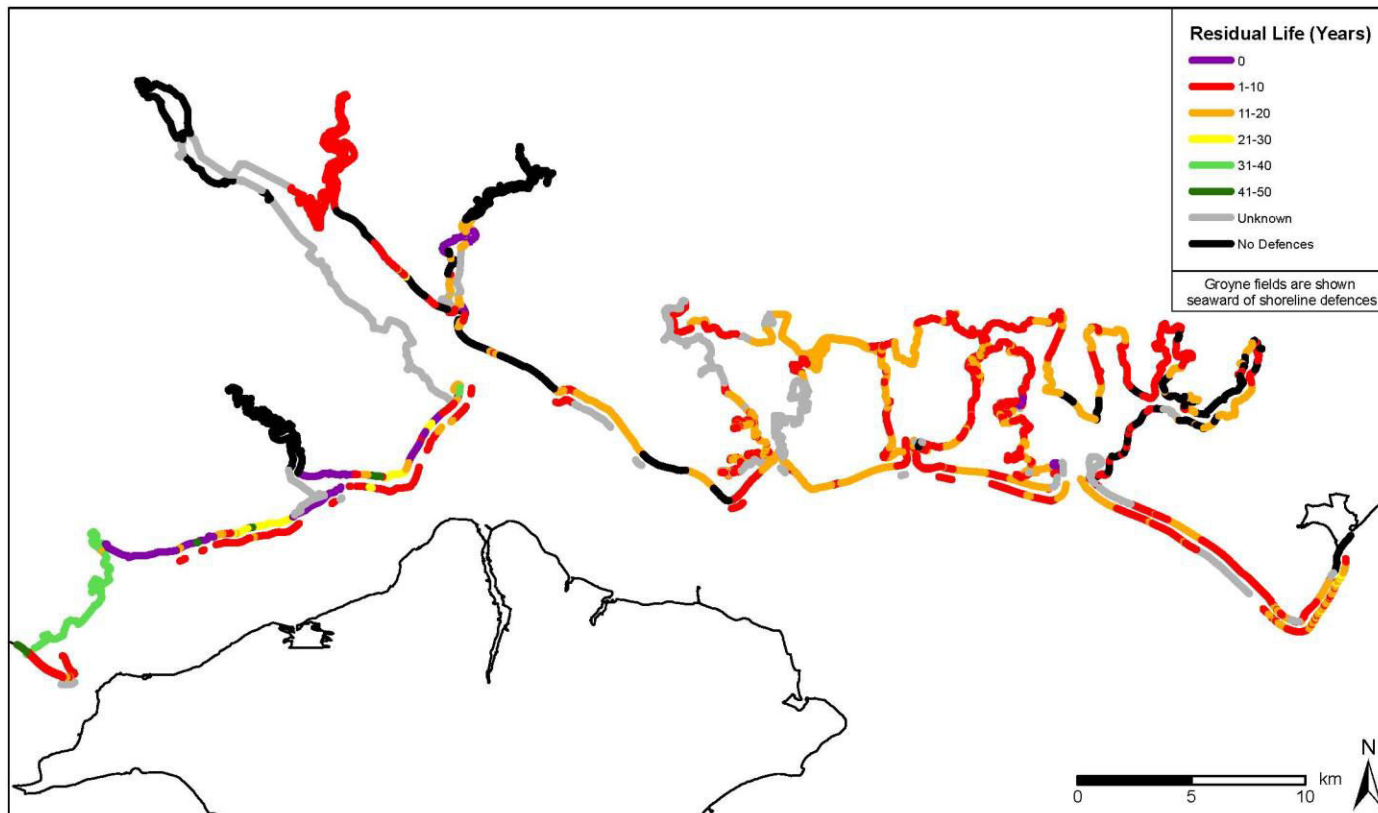 Residual Life (Years)
0
1-10
11-20
21-30
31-40
41-50
Unknown
No Defences
Groyne fields are shown
seaward of shoreline defences
N
km
0 5 10